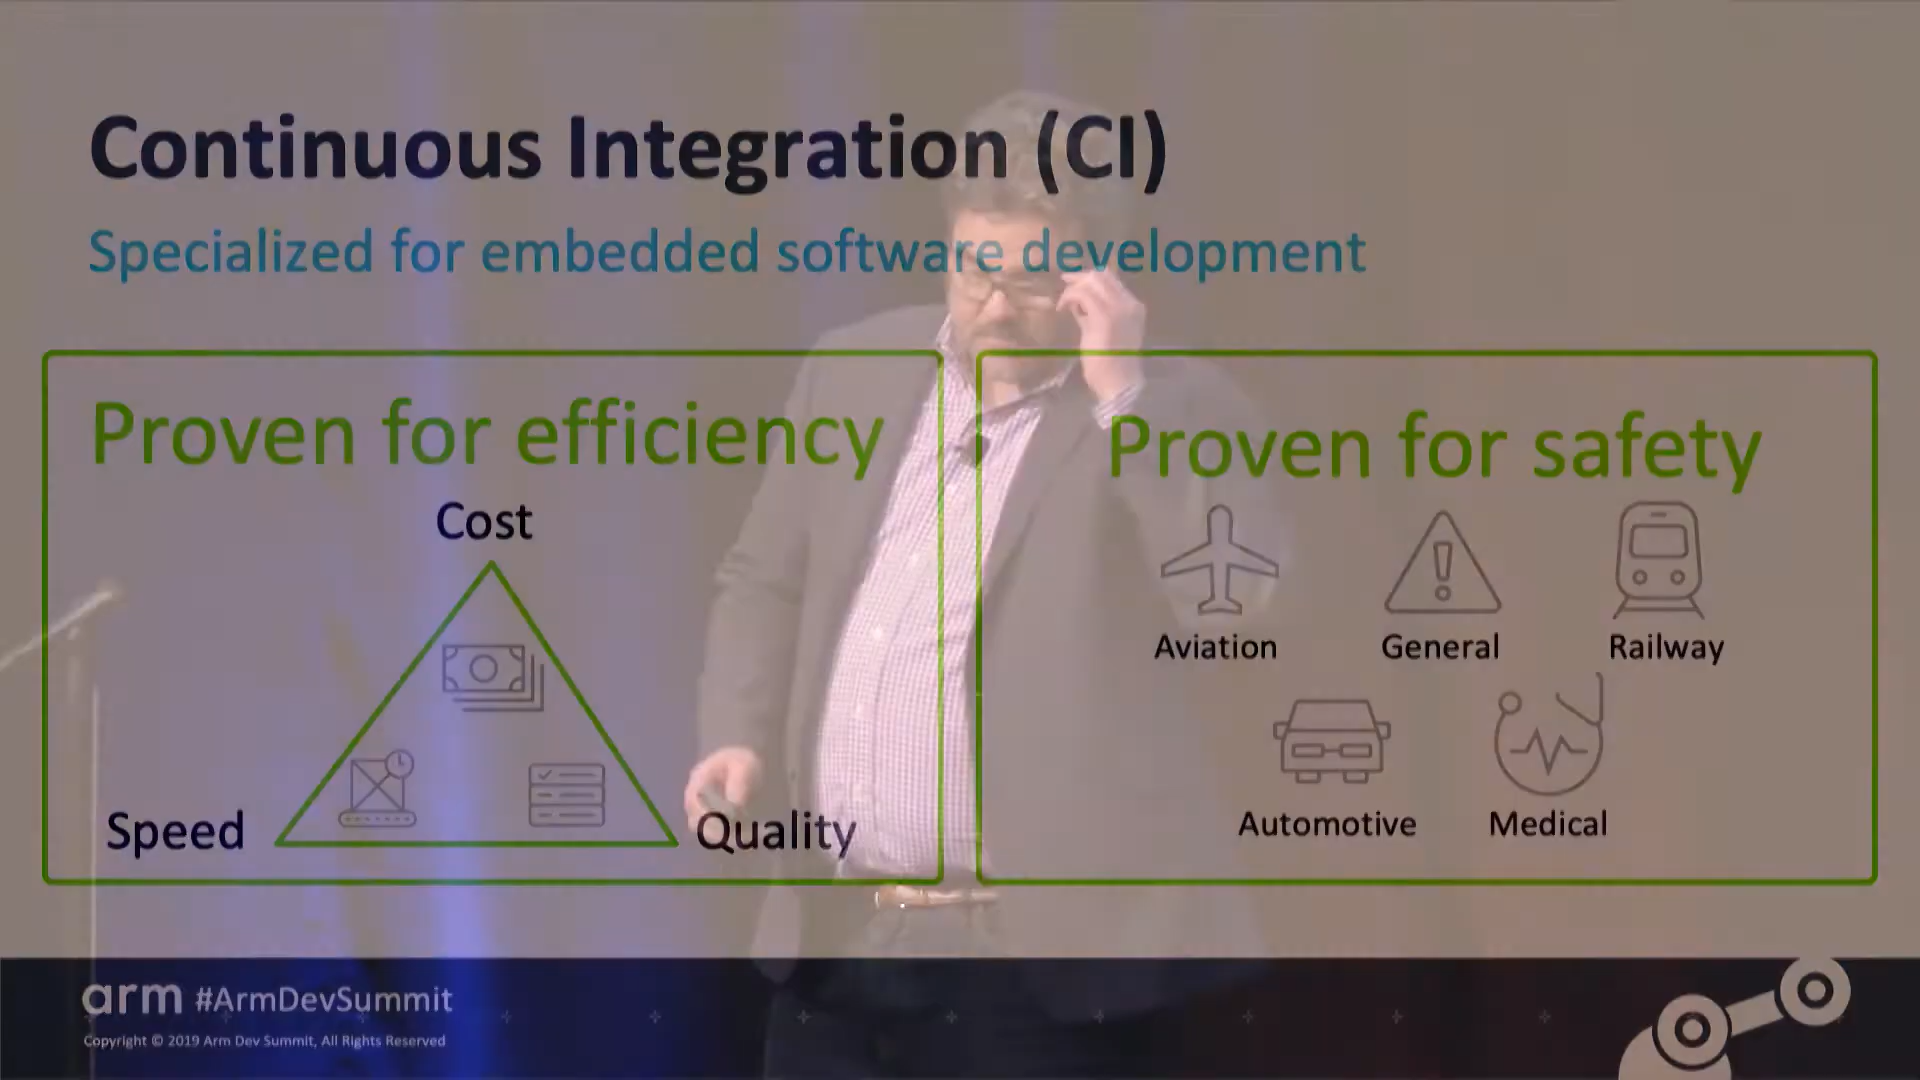 Continuous Integration (CI)
Specialized for embedded software development
Proven for efficiency
Cost
Speed
Quality
Proven for safety
Aviation
General
Railway
Automotive
Medical
arm #ArmDevSummit
Copyright © 2019 Arm Dev Summit, All Rights Reserved